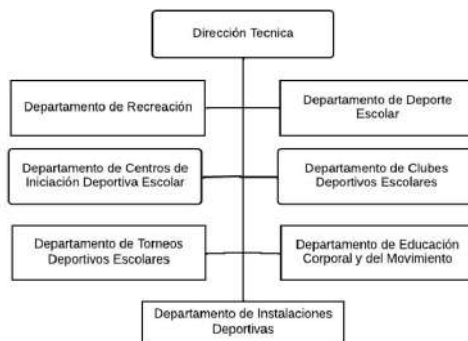 Dirección Tecnica
Departamento de Recreación
Departamento de Deporte
Escolar
Departamento de Centros de
Iniciación Deportiva Escolar
Departamento de Clubes
Deportivos Escolares
Departamento de Torneos
Deportivos Escolares
Departamento de Educación
Corporal y del Movimiento
Departamento de Instalaciones
Deportivas